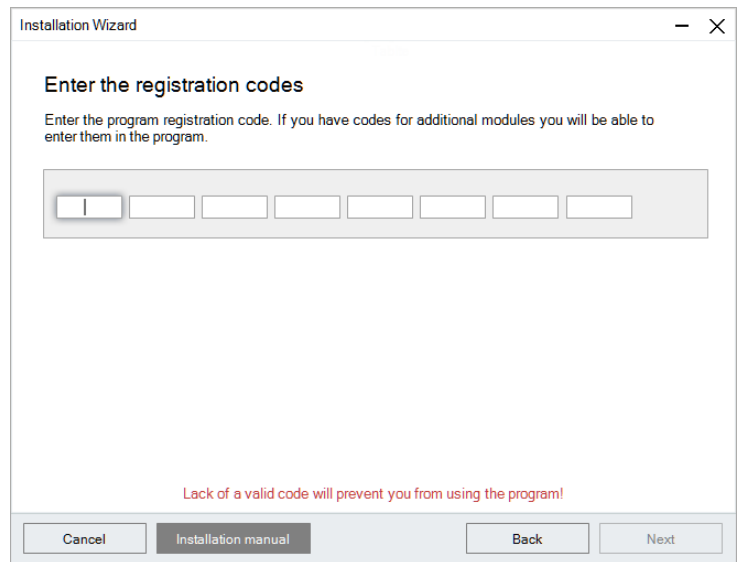 Installation Wizard
Enter the registration codes
Enter the program registration code. If you have codes for additional modules you will be able to
enter them in the program.
Lack of a valid code will prevent you from using the program!
Cancel
Installation manual
Back
Next